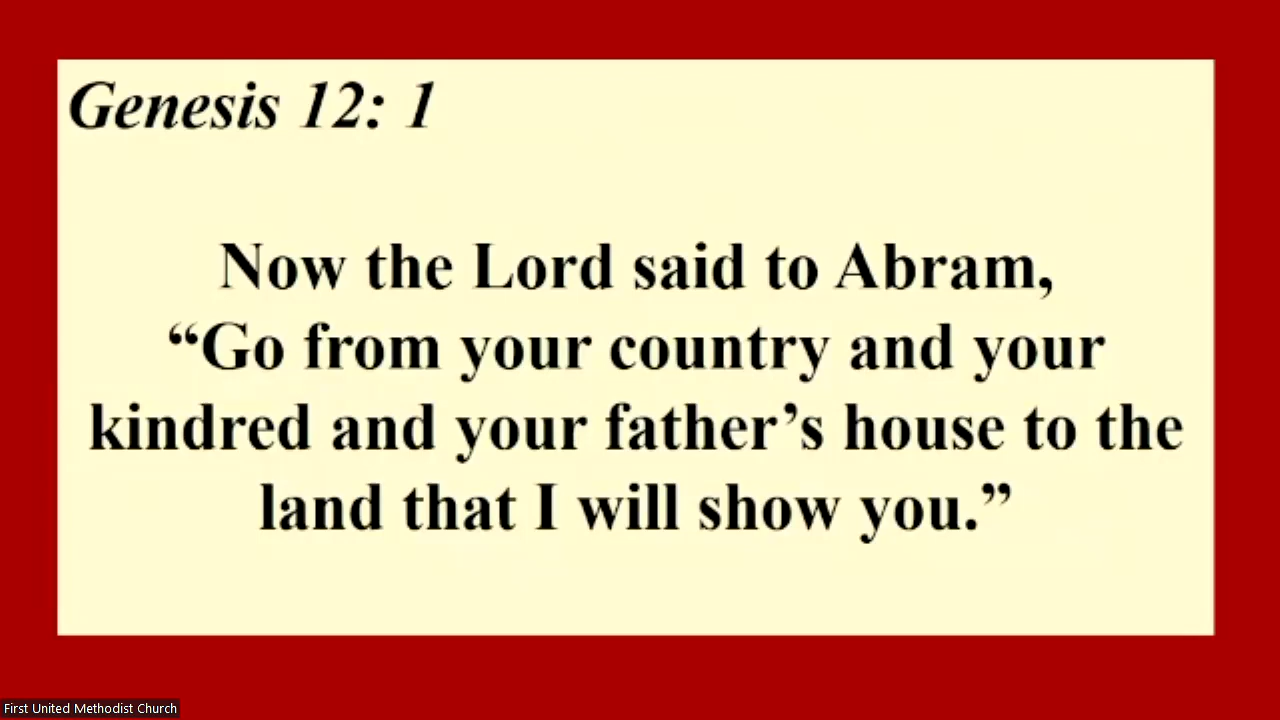 Genesis 12: 1
Now the Lord said to Abram,
“Go from your country and your
kindred and your father’s house to the
land that I will show you.”
First United Methodist Church